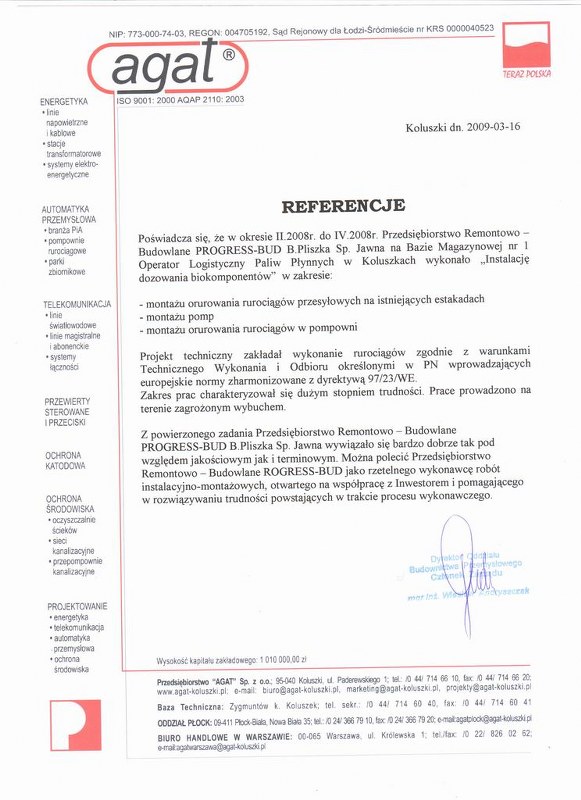 NIP: 773-000-74-03, REGON: 004705192, Sąd Rejonowy dla Łodzi-Śródmieście nr KRS 0000040523
agat®
ISO 9001: 2000 AQAP 2110: 2003
TERAZ POLSKA
Koluszki dn. 2009-03-16
ENERGETYKA
• linie
napowietrzne
i kablowe
• stacje
transformatorowe
• systemy elektro-
energetyczne
AUTOMATYKA
PRZEMYSŁOWA
• branża PiA
• pompownie
rurociągowe
• parki
zbiornikowe
TELEKOMUNIKACJA
• linie
światłowodowe
• linie magistralne
i abonenckie
• systemy
łączności
PRZEWIERTY
STEROWANE
I PRZECISKI
OCHRONA
KATODOWA
OCHRONA
ŚRODOWISKA
• oczyszczalnie
ścieków
• sieci
kanalizacyjne
• przepompownie
kanalizacyjne
PROJEKTOWANIE
• energetyka
• telekomunikacja
• automatyka
przemysłowa
• ochrona
środowiska
REFERENCJE
Poświadcza się, że w okresie II.2008r. do IV.2008r. Przedsiębiorstwo Remontowo –
Budowlane PROGRESS-BUD B.Pliszka Sp. Jawna na Bazie Magazynowej nr 1
Operator Logistyczny Paliw Płynnych w Koluszkach wykonało „Instalację
dozowania biokomponentów” w zakresie:
- montażu orurowania rurociągów przesyłowych na istniejących estakadach
- montażu pomp
- montażu orurowania rurociągów w pompowni
Projekt techniczny zakładał wykonanie rurociągów zgodnie z warunkami
Technicznego Wykonania i Odbioru określonymi w PN wprowadzających
europejskie normy zharmonizowane z dyrektywą 97/23/WE.
Zakres prac charakteryzował się dużym stopniem trudności. Prace prowadzono na
terenie zagrożonym wybuchem.
Z powierzonego zadania Przedsiębiorstwo Remontowo – Budowlane
PROGRESS-BUD B.Pliszka Sp. Jawna wywiązało się bardzo dobrze tak pod
względem jakościowym jak i terminowym. Można polecić Przedsiębiorstwo
Remontowo – Budowlane ROGRESS-BUD jako rzetelnego wykonawcę robót
instalacyjno-montażowych, otwartego na współpracę z Inwestorem i pomagającego
w rozwiązywaniu trudności powstających w trakcie procesu wykonawczego.
Dyrektor Oddziału
Budownictwa Przemysłowego
Członek Zarządu
mgr inż.
Wysokość kapitału zakładowego: 1 010 000,00 zł
Przedsiębiorstwo "AGAT" Sp. z o.o.; 95-040 Koluszki, ul. Paderewskiego 1; tel.: /0 44/ 714 66 10, fax: /0 44/ 714 66 20;
www.agat-koluszki.pl; e-mail: biuro@agat-koluszki.pl, marketing@agat-koluszki.pl, projekty@agat-koluszki.pl
Baza Techniczna: Zygmuntów k. Koluszek; tel. sekr.: /0 44/ 714 60 40, fax: /0 44/ 714 60 41
ODDZIAŁ PŁOCK: 09-411 Płock-Biała, Nowa Biała 35; tel.: /0 24/ 366 79 10, fax: /0 24/ 366 79 20; e-mail:agatplock@agat-koluszki.pl
BIURO HANDLOWE W WARSZAWIE: 00-065 Warszawa, ul. Królewska 1; tel./fax: /0 22/ 826 02 62;
e-mail:agatwarszawa@agat-koluszki.pl